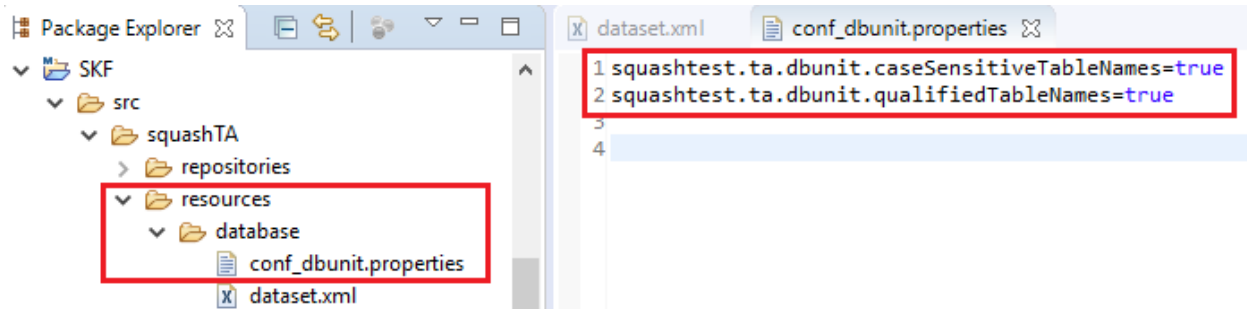 Package Explorer
SKF
src
squashTA
repositories
resources
database
conf_dbunit.properties
dataset.xml
dataset.xml
conf_dbunit.properties
1 squashtest.ta.dbunit.caseSensitiveTableNames=true
2 squashtest.ta.dbunit.qualifiedTableNames=true
3
4